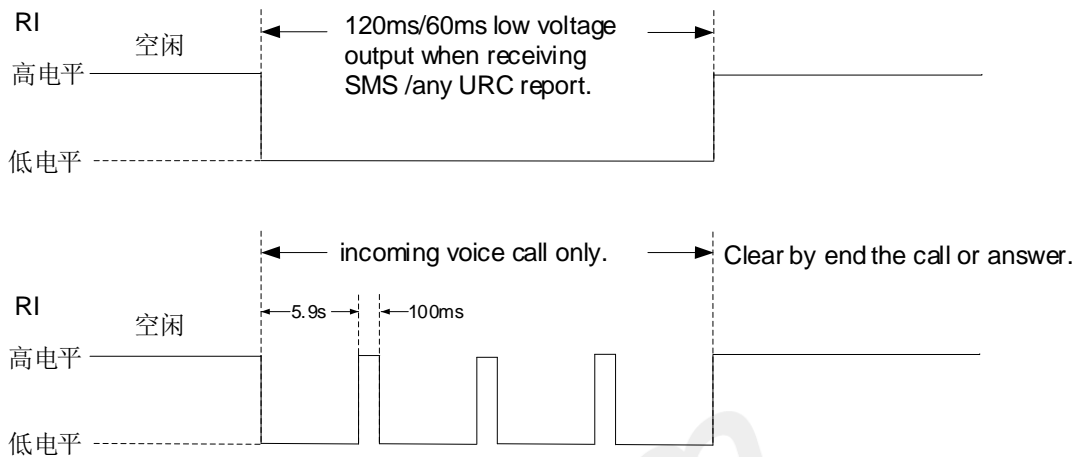 RI
空闲
120ms/60ms low voltage
output when receiving
SMS /any URC report.
高电平
低电平
incoming voice call only.
Clear by end the call or answer.
RI
空闲
5.9s
100ms
高电平
低电平